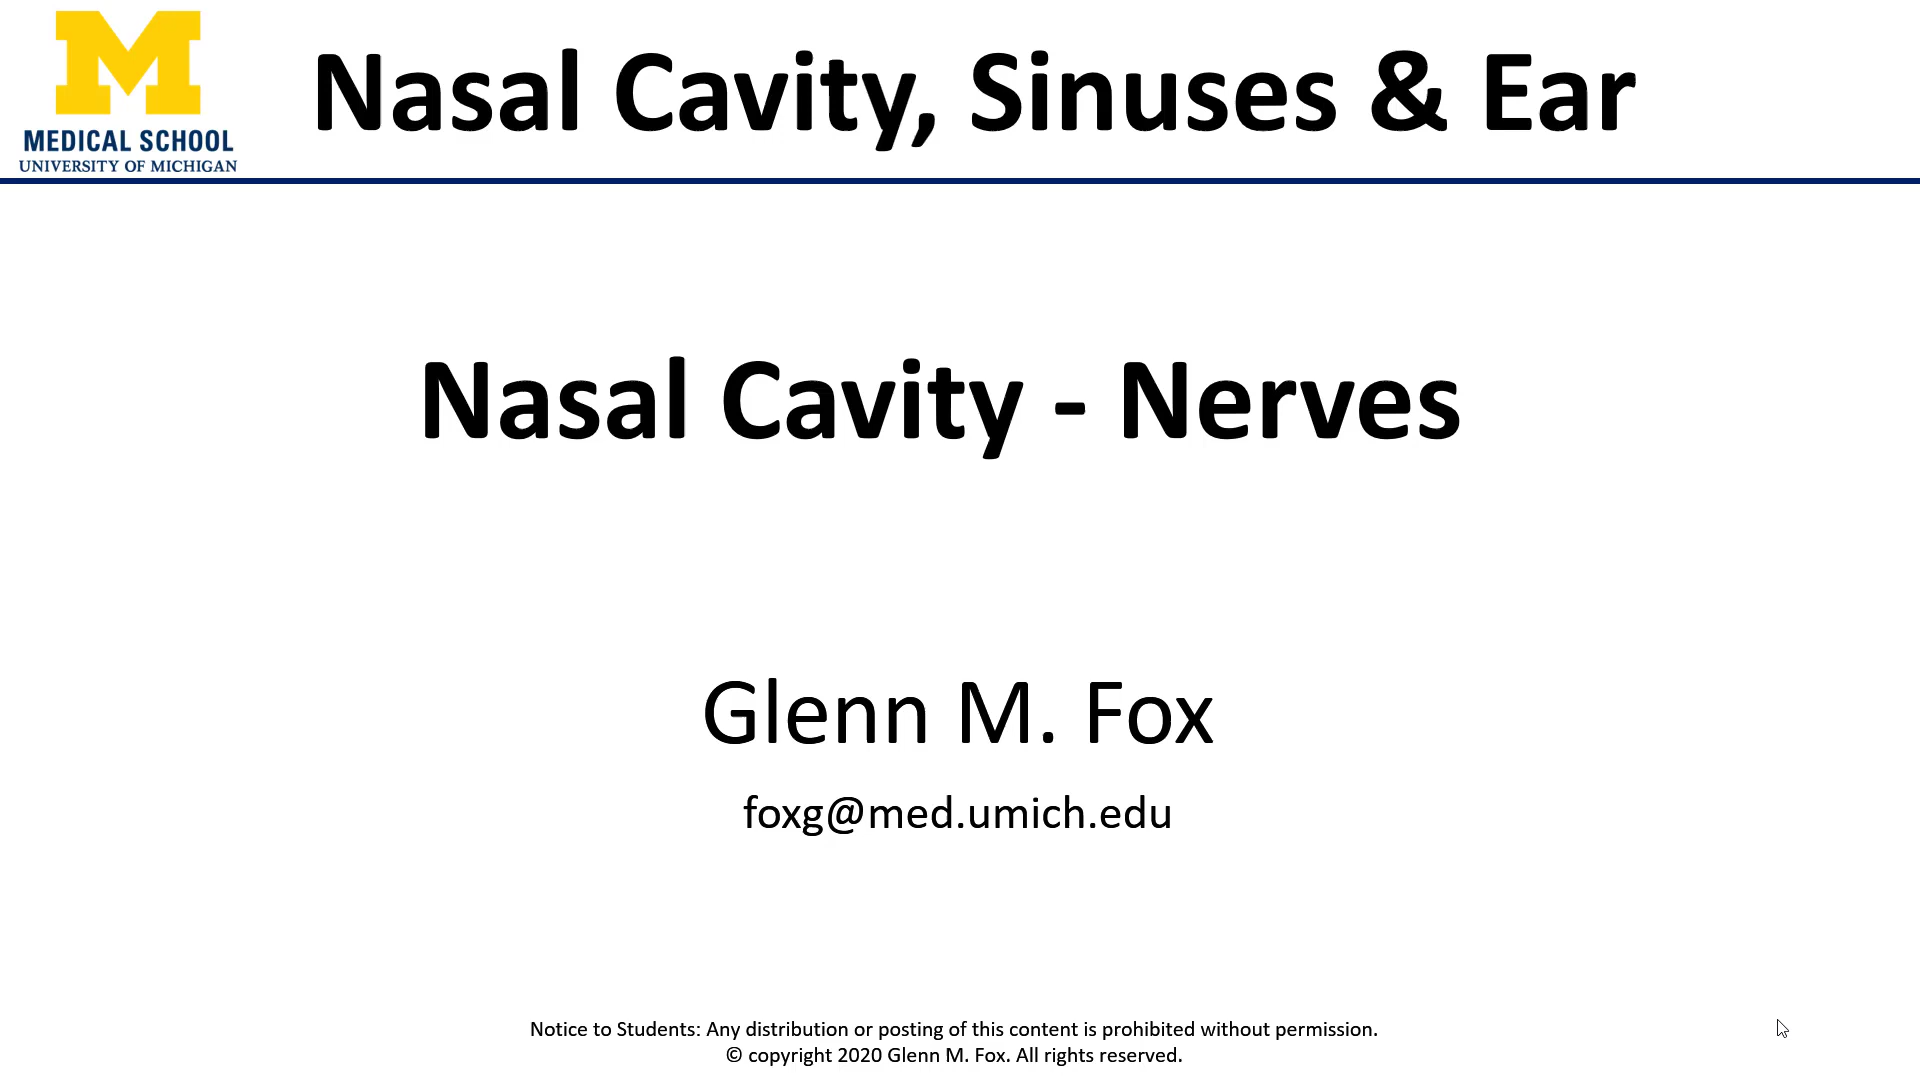 M
MEDICAL SCHOOL
UNIVERSITY OF MICHIGAN
Nasal Cavity, Sinuses & Ear
Nasal Cavity - Nerves
Glenn M. Fox
foxg@med.umich.edu
Notice to Students: Any distribution or posting of this content is prohibited without permission.
© copyright 2020 Glenn M. Fox. All rights reserved.